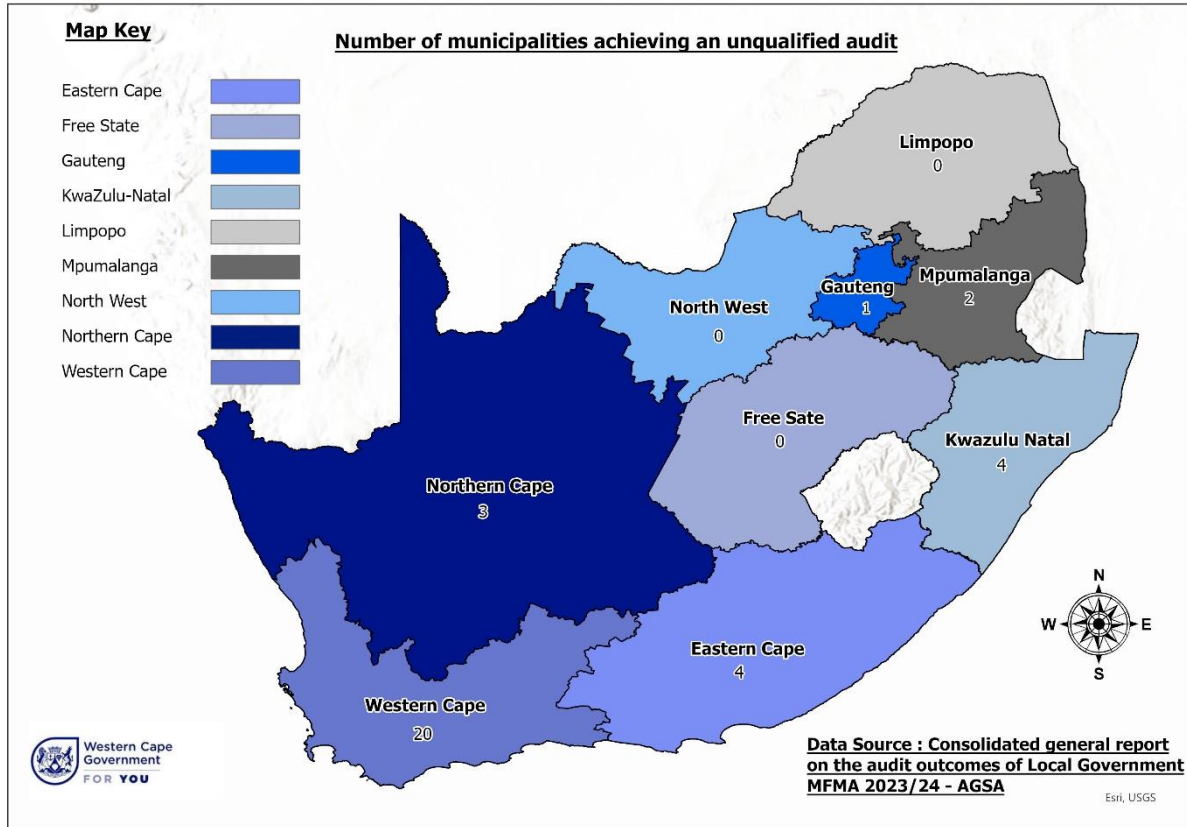 Map Key
Number of municipalities achieving an unqualified audit
Eastern Cape
Free State
Gauteng
KwaZulu-Natal
Limpopo
Mpumalanga
North West
Northern Cape
Western Cape
Limpopo
0
Mpumalanga
2
Gauteng
1
North West
0
Free Sate
0
Kwazulu Natal
4
Northern Cape
3
Eastern Cape
4
Western Cape
20
N
W E
S
Western Cape
Government
FOR YOU
Data Source : Consolidated general report
on the audit outcomes of Local Government
MFMA 2023/24 - AGSA
Esri, USGS